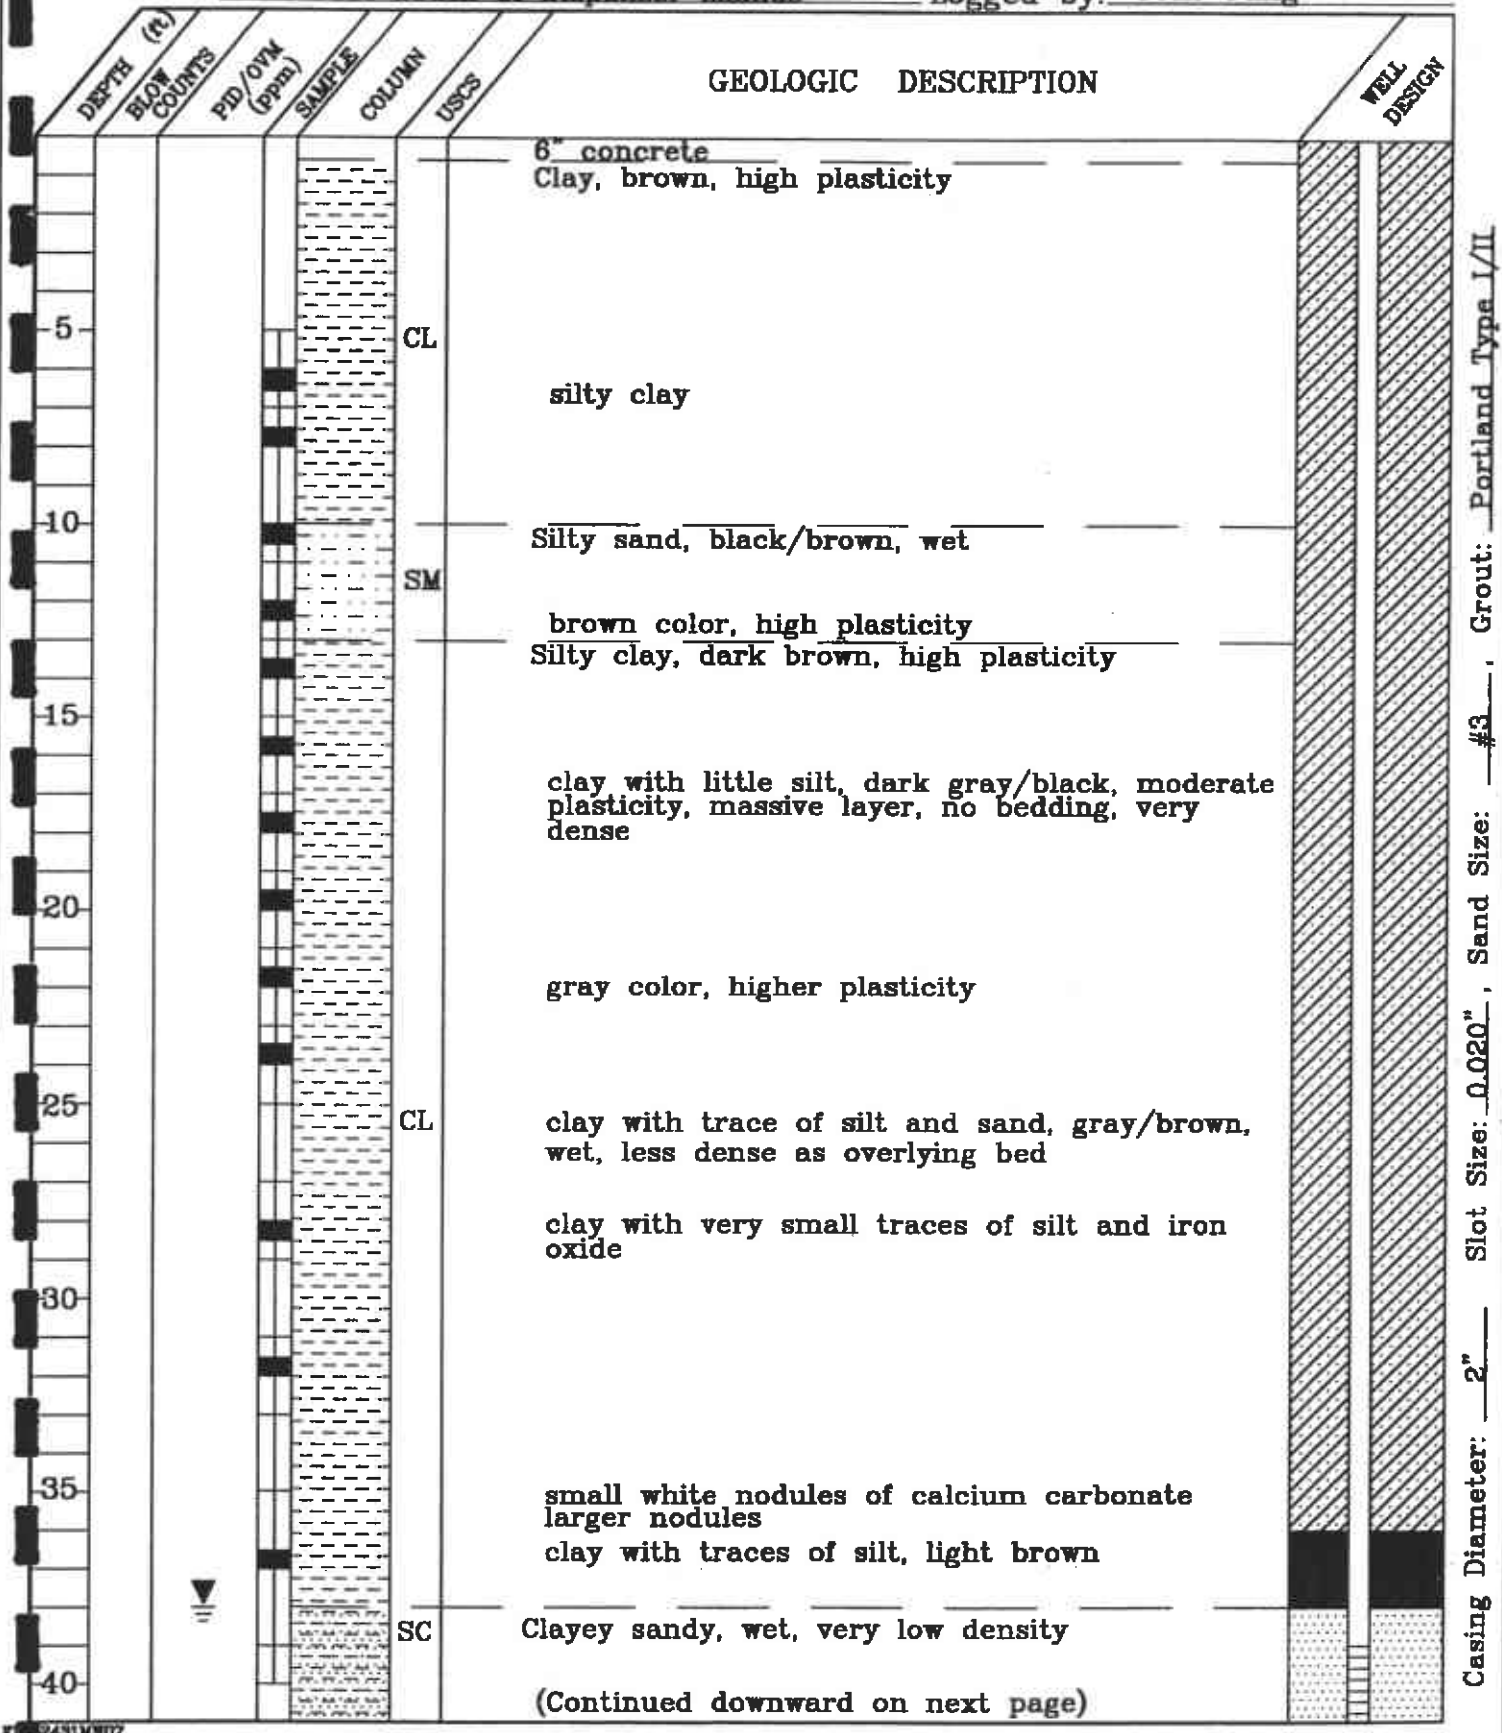 Logged by:
DEPTH (ft)
BLOW COUNTS
PID/OVM (ppm)
SAMPLE
COLUMN
USCS
GEOLOGIC DESCRIPTION
WELL DESIGN
6" concrete
Clay, brown, high plasticity
5
CL
silty clay
10
Silty sand, black/brown, wet
SM
brown color, high plasticity
Silty clay, dark brown, high plasticity
15
clay with little silt, dark gray/black, moderate
plasticity, massive layer, no bedding, very
dense
20
gray color, higher plasticity
25
CL
clay with trace of silt and sand, gray/brown,
wet, less dense as overlying bed
clay with very small traces of silt and iron
oxide
30
35
small white nodules of calcium carbonate
larger nodules
clay with traces of silt, light brown
SC
Clayey sandy, wet, very low density
40
(Continued downward on next page)
Casing Diameter: 2" Slot Size: 0.020", Sand Size: #3, Grout: Portland Type I/II